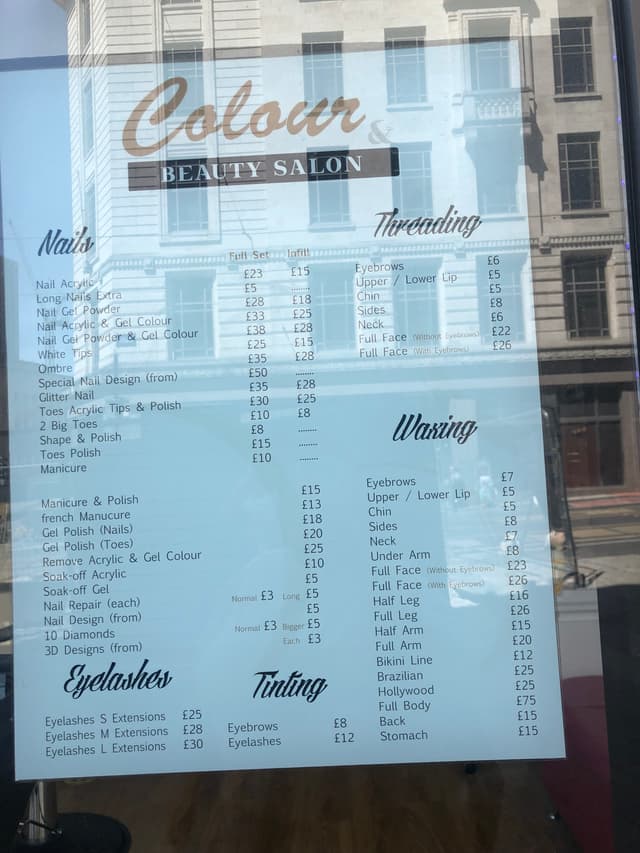 Colour &
BEAUTY SALON
Nails
Full Set Infill
Nail Acrylic £23 £15
Long Nails Extra £5 ........
Nail Gel Powder £28 £18
Nail Acrylic & Gel Colour £33 £25
Nail Gel Powder & Gel Colour £38 £28
White Tips £25 £15
Ombre £35 £28
Special Nail Design (from) £50 ........
Glitter Nail £35 £28
Toes Acrylic Tips & Polish £30 £25
2 Big Toes £10 £8
Shape & Polish £8 ........
Toes Polish £15 ........
Manicure £10 ........
Manicure & Polish £15
french Manucure £13
Gel Polish (Nails) £18
Gel Polish (Toes) £20
Remove Acrylic & Gel Colour £25
Soak-off Acrylic £10
Soak-off Gel £5
Nail Repair (each) Normal £3 Long £5
Nail Design (from) £5
10 Diamonds Normal £3 Bigger £5
3D Designs (from) Each £3
Eyelashes
Eyelashes S Extensions £25
Eyelashes M Extensions £28
Eyelashes L Extensions £30
Tinting
Eyebrows £8
Eyelashes £12
Threading
Eyebrows £6
Upper / Lower Lip £5
Chin £5
Sides £8
Neck £6
Full Face (Without Eyebrows) £22
Full Face (With Eyebrows) £26
Waxing
Eyebrows £7
Upper / Lower Lip £5
Chin £5
Sides £8
Neck £7
Under Arm £8
Full Face (Without Eyebrows) £23
Full Face (With Eyebrows) £26
Half Leg £16
Full Leg £26
Half Arm £15
Full Arm £20
Bikini Line £12
Brazilian £25
Hollywood £25
Full Body £75
Back £15
Stomach £15